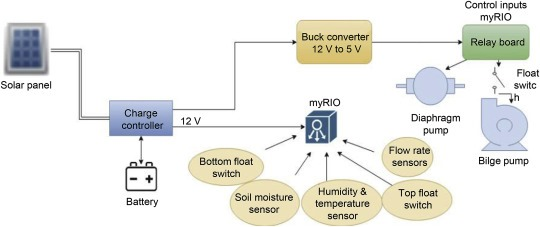 Control inputs
myRIO
Buck converter
12 V to 5 V
Relay board
Solar panel
Float
switc
h
Charge
controller
12 V
myRIO
Diaphragm
pump
Bilge pump
Flow rate
sensors
Bottom float
switch
Battery
Soil moisture
sensor
Humidity &
temperature
sensor
Top float
switch